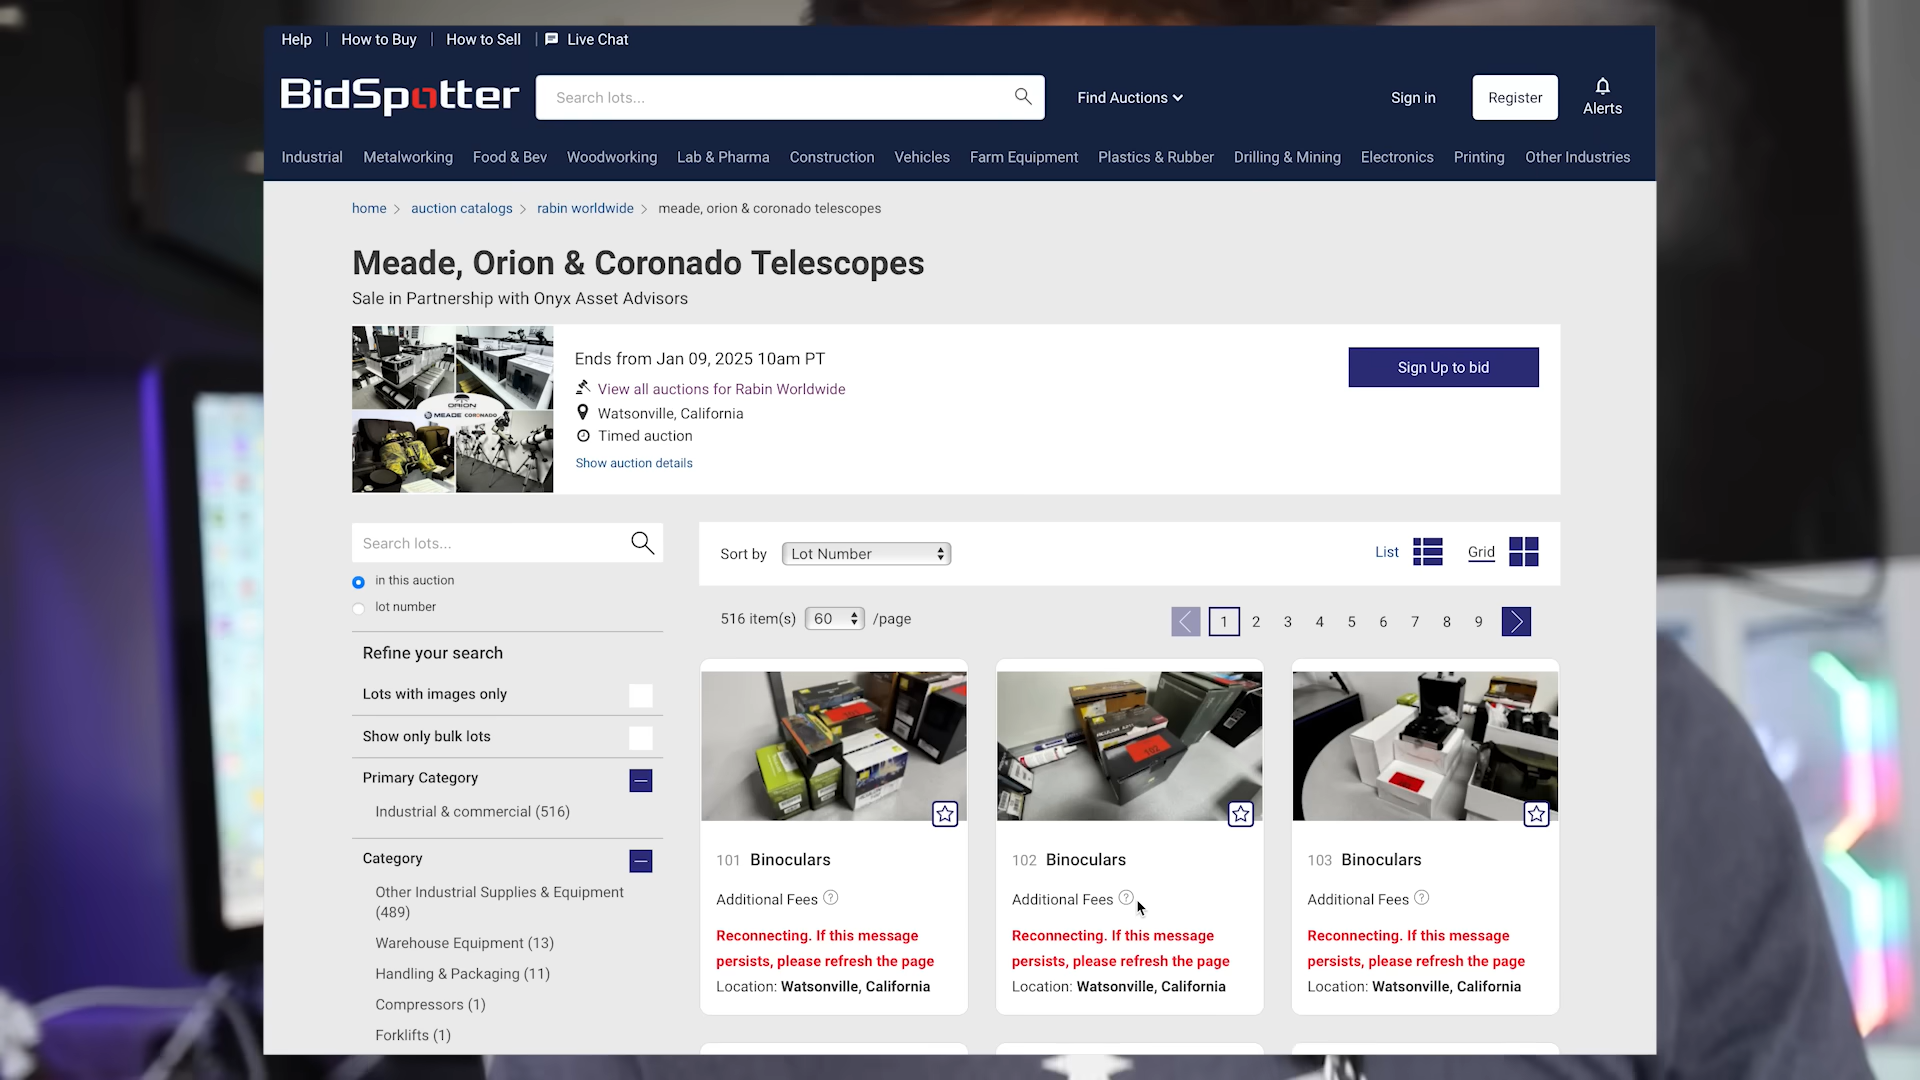 Help
How to Buy
How to Sell
Live Chat
BidSpotter
Search lots...
Find Auctions
Sign in
Register
Alerts
Industrial
Metalworking
Food & Bev
Woodworking
Lab & Pharma
Construction
Vehicles
Farm Equipment
Plastics & Rubber
Drilling & Mining
Electronics
Printing
Other Industries
home > auction catalogs > rabin worldwide > meade, orion & coronado telescopes
Meade, Orion & Coronado Telescopes
Sale in Partnership with Onyx Asset Advisors
ORION
MEADE CORONADO
Ends from Jan 09, 2025 10am PT
View all auctions for Rabin Worldwide
Watsonville, California
Timed auction
Show auction details
Sign Up to bid
Search lots...
in this auction
lot number
Refine your search
Lots with images only
Show only bulk lots
Primary Category
Industrial & commercial (516)
Category
Other Industrial Supplies & Equipment
(489)
Warehouse Equipment (13)
Handling & Packaging (11)
Compressors (1)
Forklifts (1)
Sort by
Lot Number
List
Grid
516 item(s)
60
/page
1 2 3 4 5 6 7 8 9
101 Binoculars
Additional Fees ?
Reconnecting. If this message
persists, please refresh the page
Location: Watsonville, California
102
102 Binoculars
Additional Fees ?
Reconnecting. If this message
persists, please refresh the page
Location: Watsonville, California
103 Binoculars
Additional Fees ?
Reconnecting. If this message
persists, please refresh the page
Location: Watsonville, California